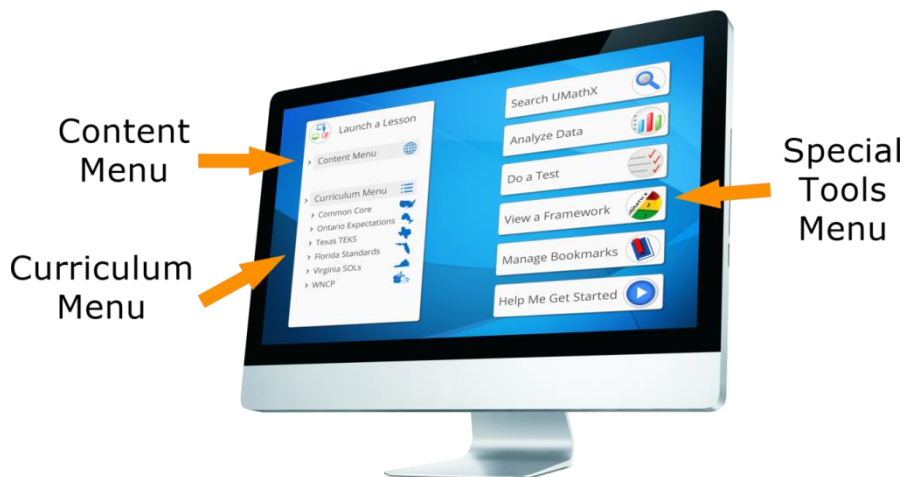 Content
Menu
Curriculum
Menu
Launch a Lesson
> Content Menu
> Curriculum Menu
> Common Core
> Ontario Expectations
> Texas TEKS
> Florida Standards
> Virginia SOLs
> WNCP
Search UMathX
Analyze Data
Do a Test
View a Framework
UMATH X
Manage Bookmarks
Help Me Get Started
Special
Tools
Menu